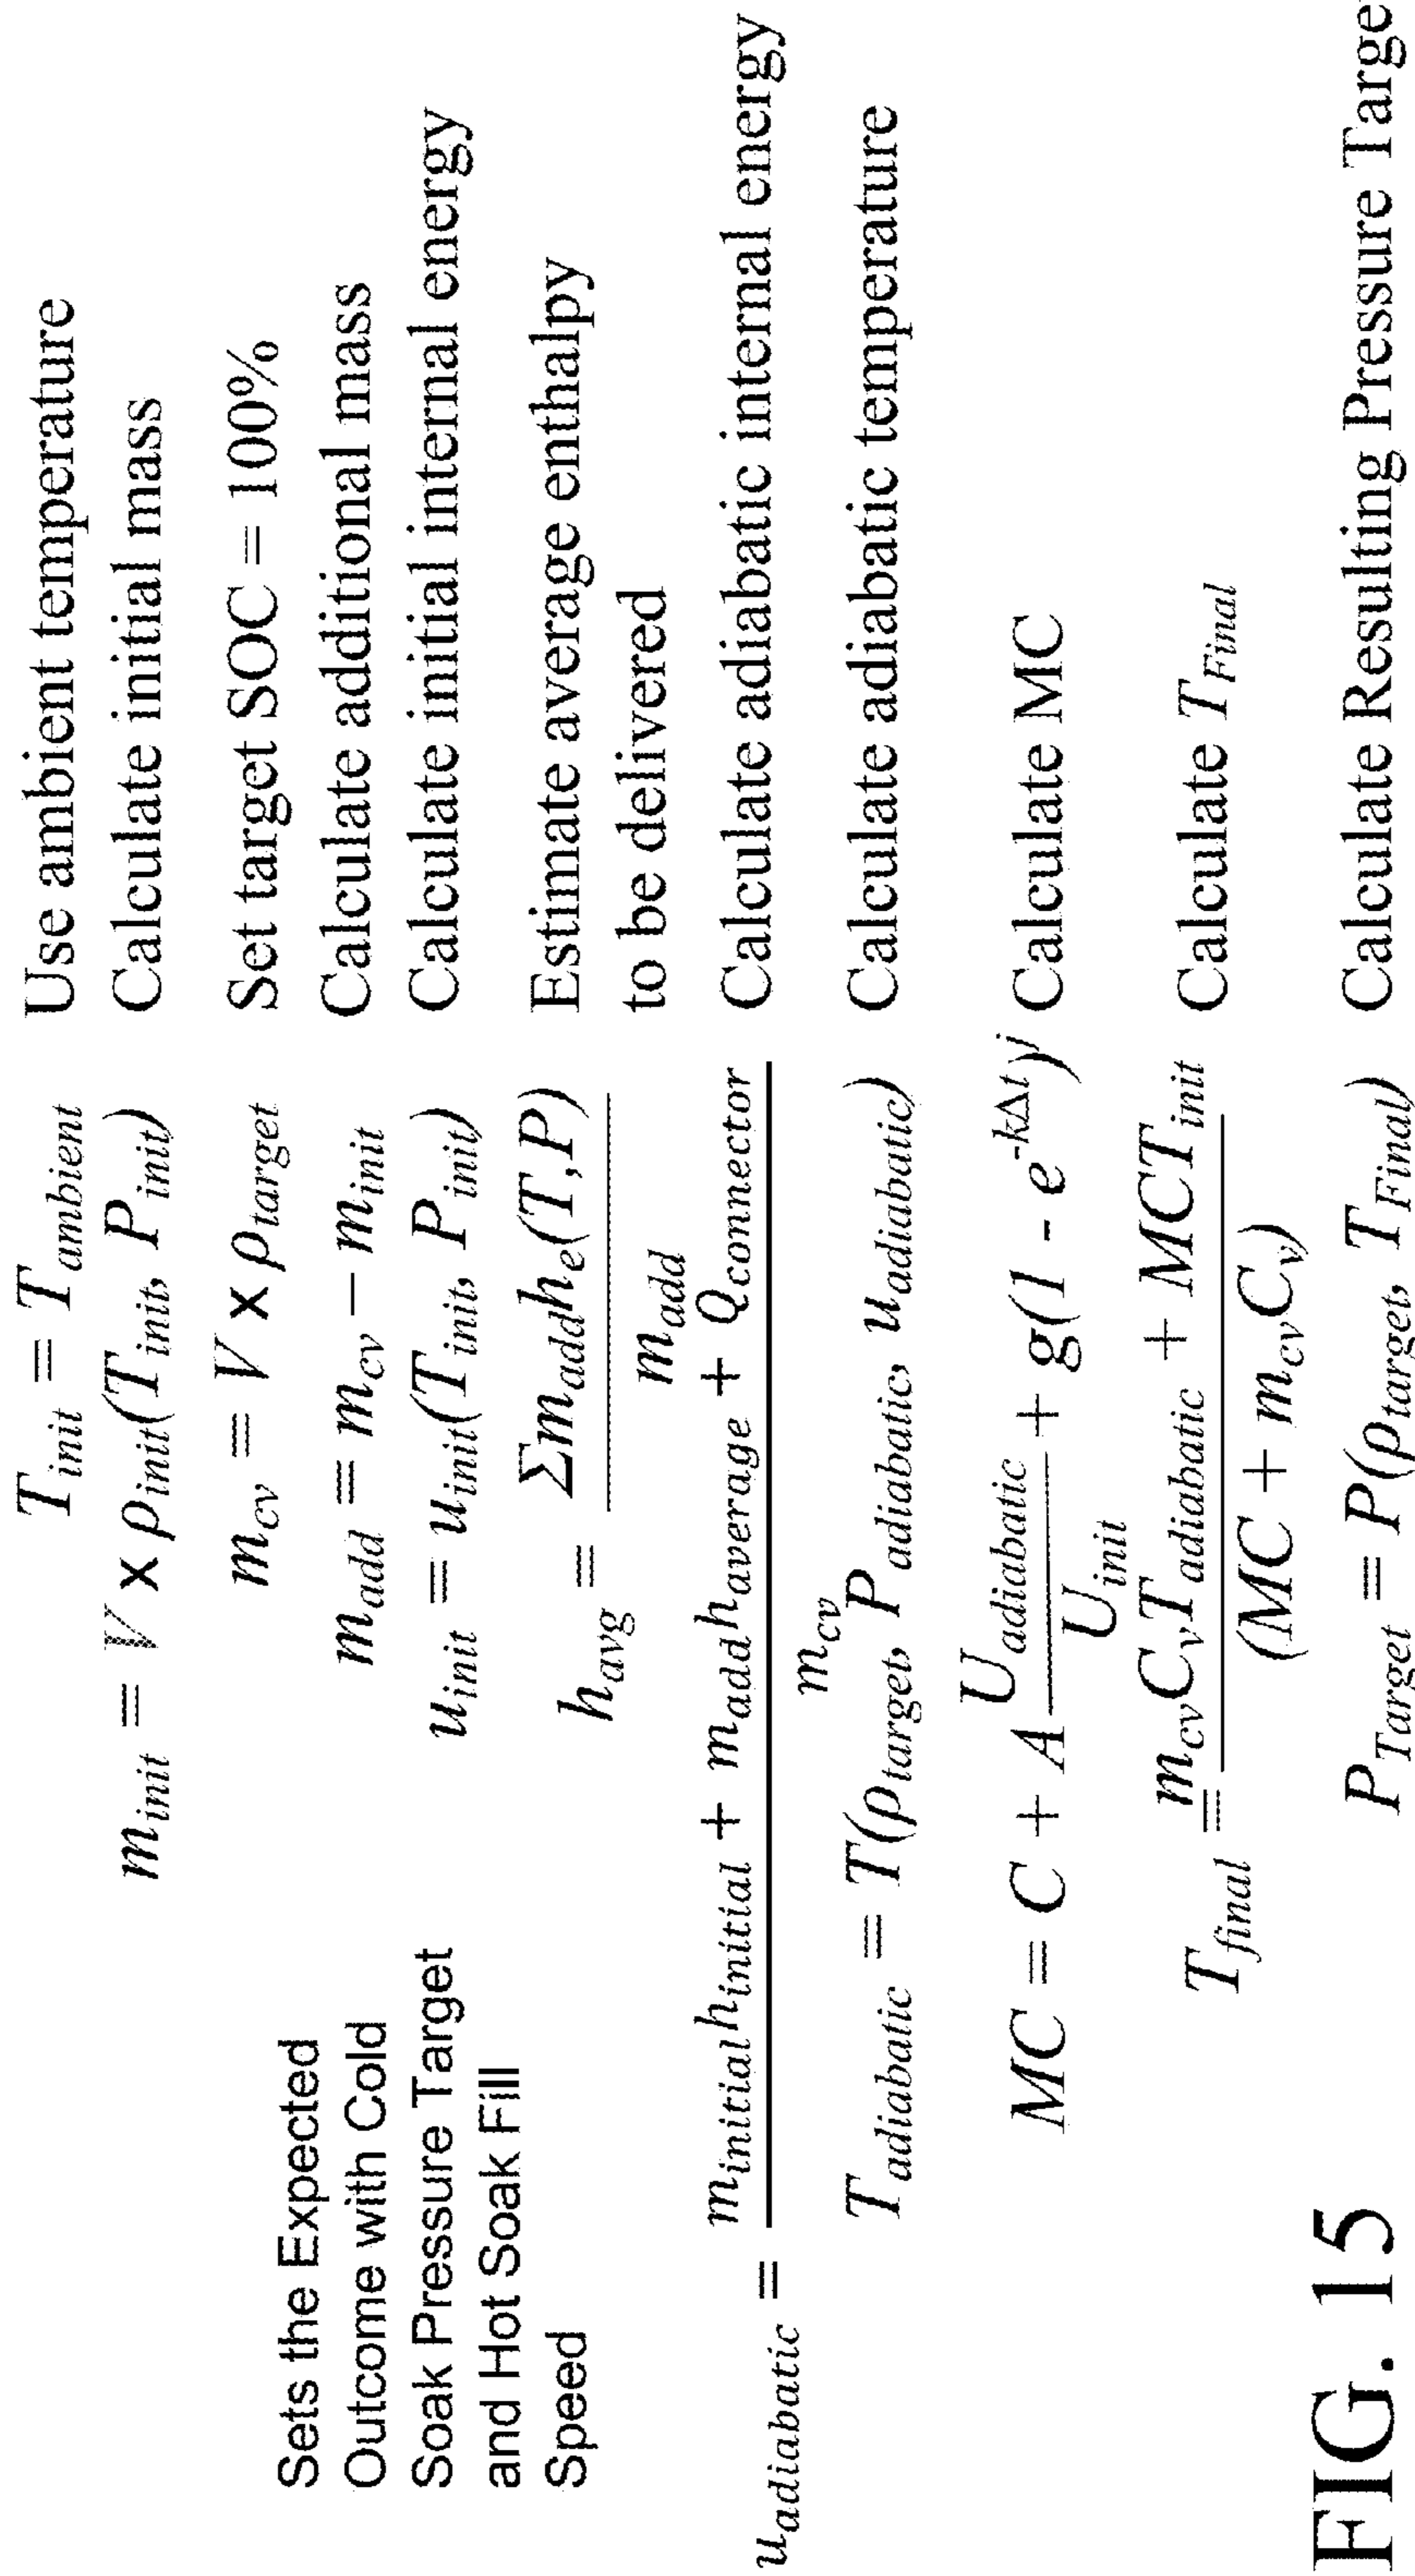 T_init = T_ambient Use ambient temperature
m_init = V x ρ_init(T_init, P_init) Calculate initial mass
Sets the Expected
Outcome with Cold
Soak Pressure Target
and Hot Soak Fill
Speed
m_cv = V x ρ_target Set target SOC = 100%
m_add = m_cv – m_init Calculate additional mass
u_init = u_init(T_init, P_init) Calculate initial internal energy
h_avg = Σm_add h_e(T,P) / m_add Estimate average enthalpy
to be delivered
u_adiabatic = m_initial h_initial + m_add h_average + Q_connector / m_cv Calculate adiabatic internal energy
T_adiabatic = T(ρ_target, P_adiabatic, u_adiabatic) Calculate adiabatic temperature
MC = C + A U_adiabatic / U_init + g(1 - e^-kΔt)^j Calculate MC
T_final = m_cv C_v T_adiabatic + MCT_init / (MC + m_cv C_v) Calculate T_Final
P_Target = P(ρ_target, T_Final) Calculate Resulting Pressure Targe
FIG. 15